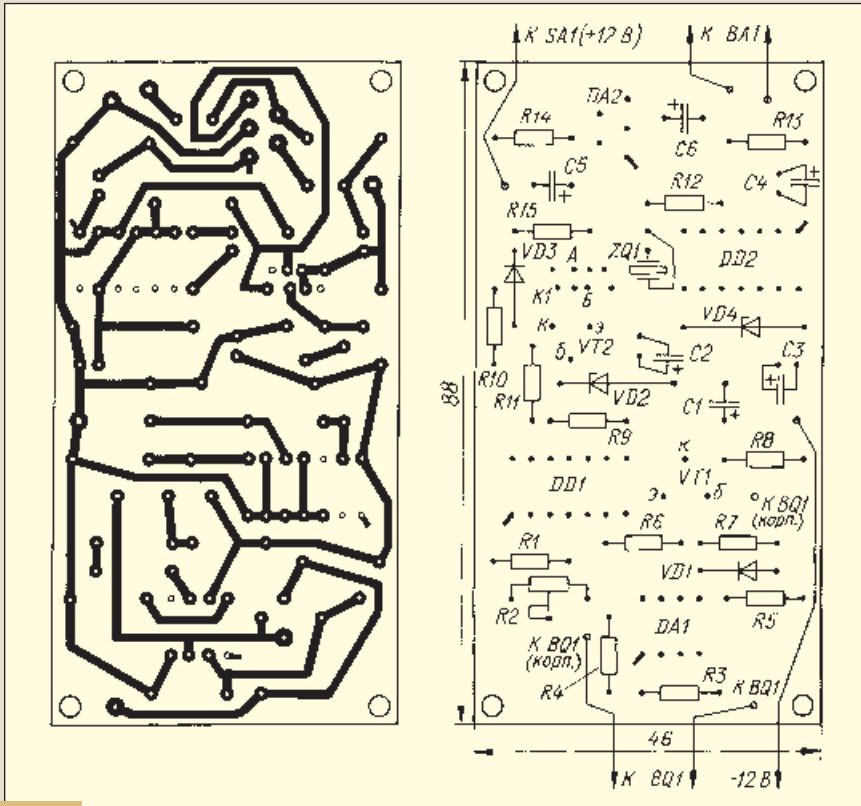 К SA1 (+12 В)
К ВА1
DA2
R14
C6
R13
C5
R12
C4
R15
VD3
А
ZQ1
DD2
К1
Б
VD4
к
э
VT2
б
C2
C3
R10
R11
VD2
C1
88
R9
R8
к
DD1
VT1
э
б
К BQ1
(корп.)
R6
R7
R1
VD1
R2
R5
DA1
К BQ1
(корп.)
R4
R3
К BQ1
46
К BQ1
-12 В